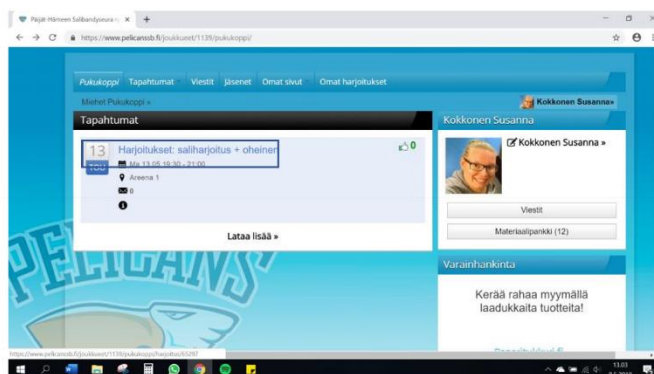 Päijät-Hämeen Salibandyseura r
https://www.pelicanssb.fi/joukkueet/1139/pukukoppi/
Pukukoppi Tapahtumat Viestit Jäsenet Omat sivut Omat harjoitukset
Miehet Pukukoppi »
Kokkonen Susanna»
Tapahtumat
13
TOU
Harjoitukset: saliharjoitus + oheinen
Ma 13.05 19:30 - 21:00
Areena 1
0
0
Lataa lisää »
Kokkonen Susanna
Kokkonen Susanna »
Viestit
Materiaalipankki (12)
Varainhankinta
Kerää rahaa myymällä
laadukkaita tuotteita!
PELICANS
https://www.pelicanssb.fi/joukkueet/1139/pukukoppi/harjoitus/65297
13.03